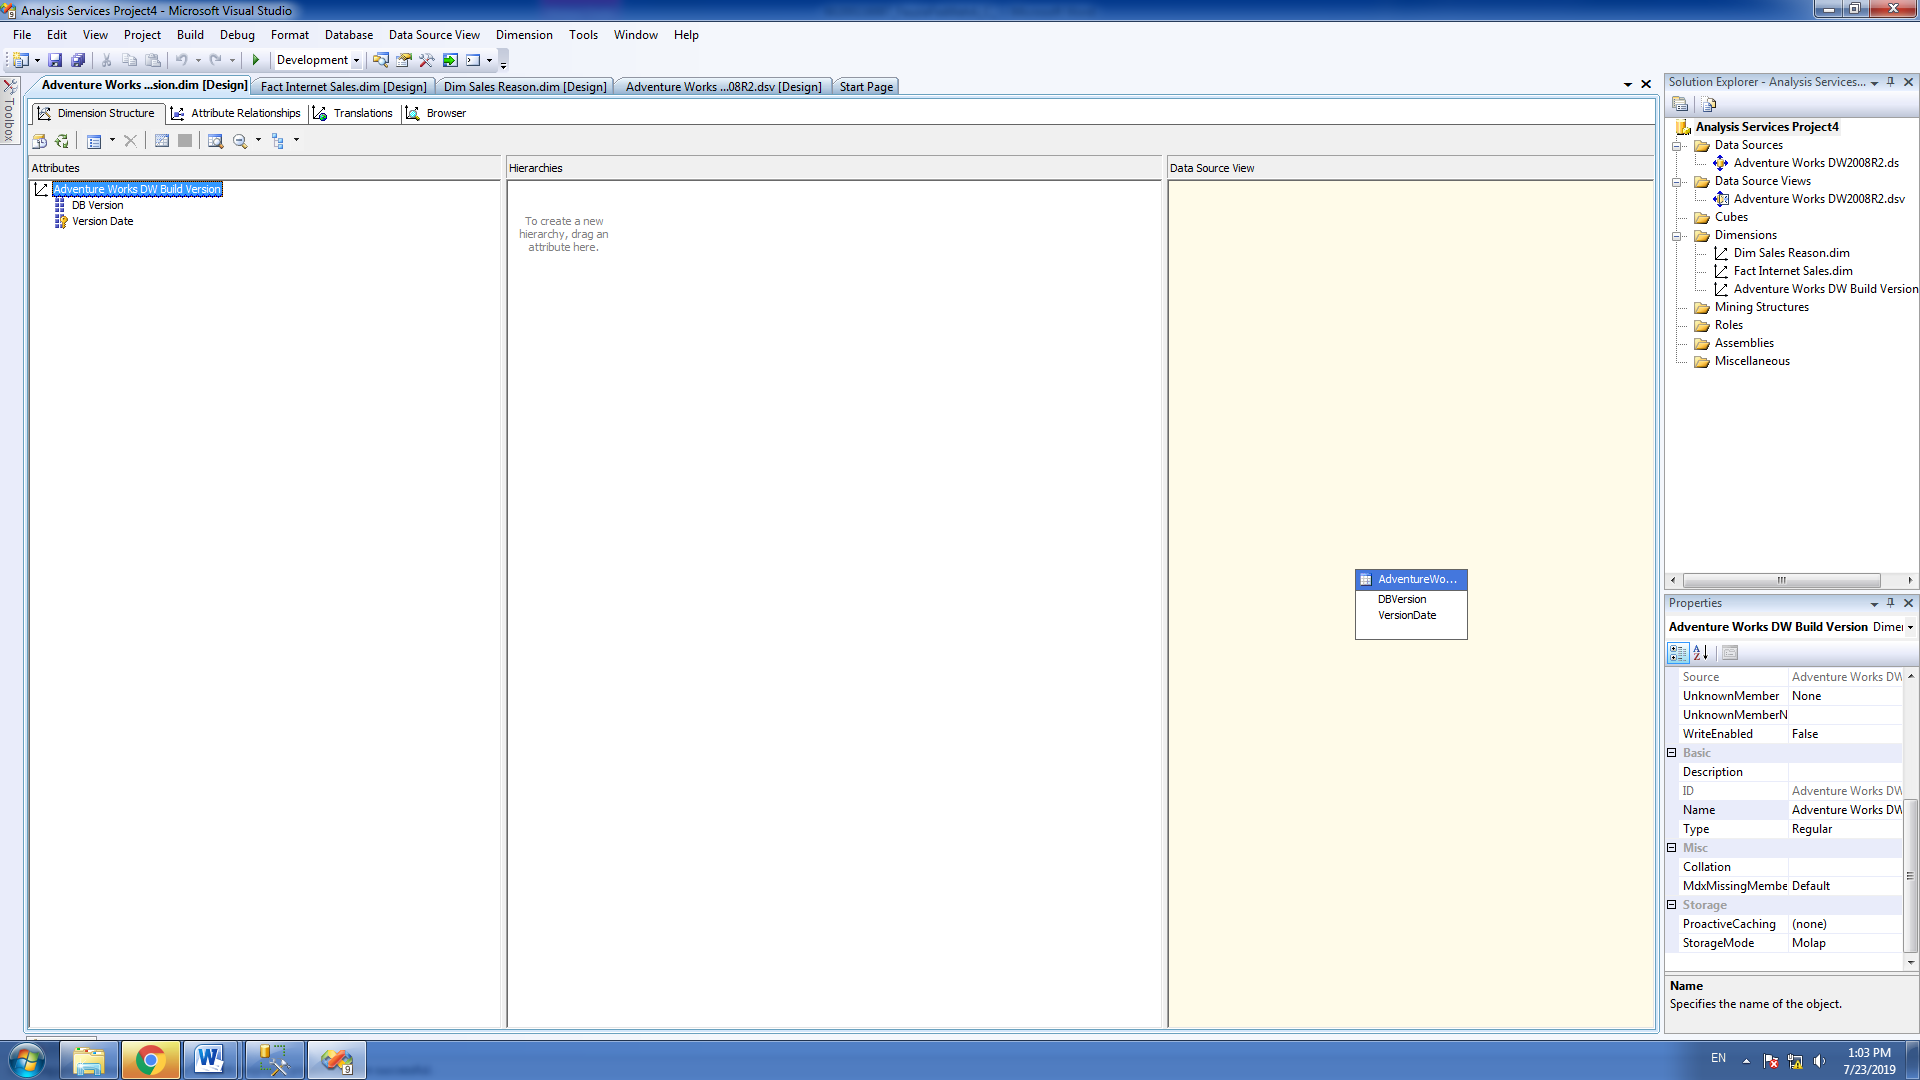 Analysis Services Project4 - Microsoft Visual Studio
File Edit View Project Build Debug Format Database Data Source View Dimension Tools Window Help
Development
Adventure Works ...sion.dim [Design] Fact Internet Sales.dim [Design] Dim Sales Reason.dim [Design] Adventure Works ...08R2.dsv [Design] Start Page
Toolbox
Dimension Structure Attribute Relationships Translations Browser
Attributes
Adventure Works DW Build Version
DB Version
Version Date
Hierarchies
To create a new
hierarchy, drag an
attribute here.
Data Source View
AdventureWo...
DBVersion
VersionDate
Solution Explorer - Analysis Services...
Analysis Services Project4
Data Sources
Adventure Works DW2008R2.ds
Data Source Views
Adventure Works DW2008R2.dsv
Cubes
Dimensions
Dim Sales Reason.dim
Fact Internet Sales.dim
Adventure Works DW Build Version
Mining Structures
Roles
Assemblies
Miscellaneous
Properties
Adventure Works DW Build Version Dimen
Source Adventure Works DW
UnknownMember None
UnknownMemberN
WriteEnabled False
Basic
Description
ID Adventure Works DW
Name Adventure Works DW
Type Regular
Misc
Collation
MdxMissingMembe Default
Storage
ProactiveCaching (none)
StorageMode Molap
Name
Specifies the name of the object.
EN
1:03 PM
7/23/2019